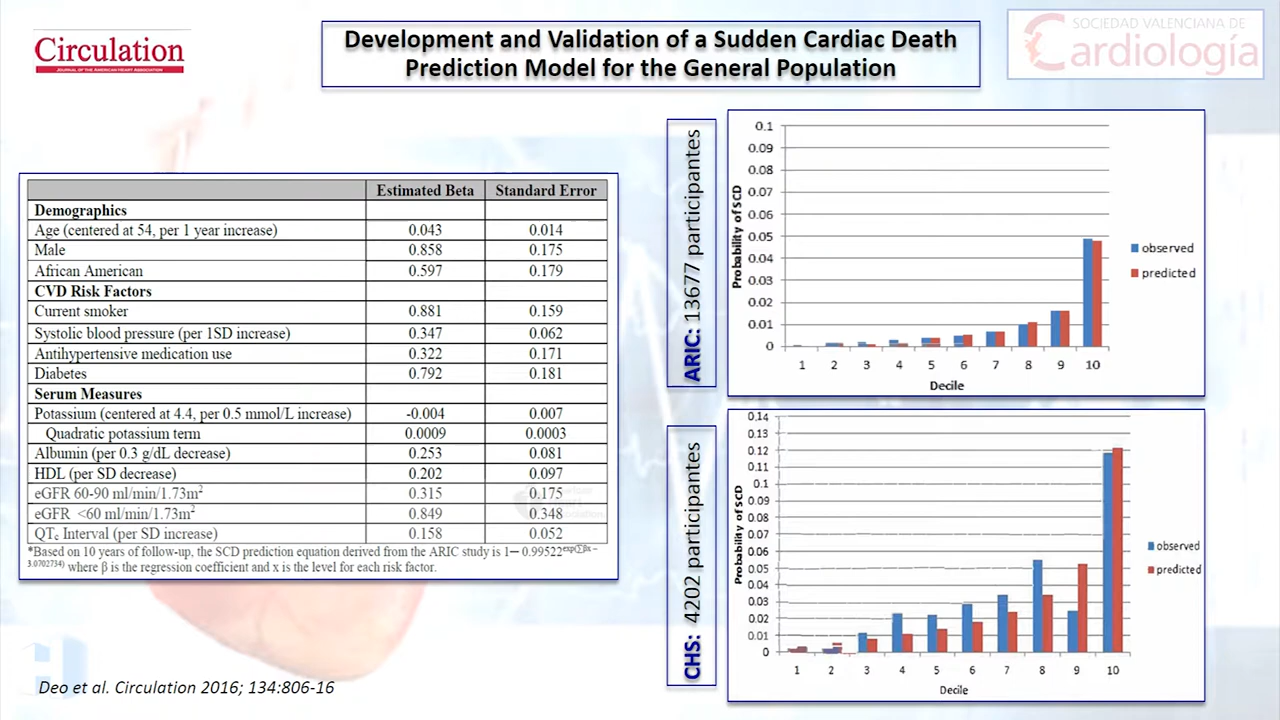 Circulation
JOURNAL OF THE AMERICAN HEART ASSOCIATION
Development and Validation of a Sudden Cardiac Death
Prediction Model for the General Population
SOCIEDAD VALENCIANA DE
Cardiología
Estimated Beta Standard Error
Demographics
Age (centered at 54, per 1 year increase) 0.043 0.014
Male 0.858 0.175
African American 0.597 0.179
CVD Risk Factors
Current smoker 0.881 0.159
Systolic blood pressure (per 1SD increase) 0.347 0.062
Antihypertensive medication use 0.322 0.171
Diabetes 0.792 0.181
Serum Measures
Potassium (centered at 4.4, per 0.5 mmol/L increase) -0.004 0.007
Quadratic potassium term 0.0009 0.0003
Albumin (per 0.3 g/dL decrease) 0.253 0.081
HDL (per SD decrease) 0.202 0.097
eGFR 60-90 ml/min/1.73m² 0.315 0.175
eGFR <60 ml/min/1.73m² 0.849 0.348
QTc Interval (per SD increase) 0.158 0.052
*Based on 10 years of follow-up, the SCD prediction equation derived from the ARIC study is 1─ 0.99522exp(∑βx –
3.0702734) where β is the regression coefficient and x is the level for each risk factor.
Deo et al. Circulation 2016; 134:806-16
ARIC: 13677 participantes
Probability of SCD
0.1
0.09
0.08
0.07
0.06
0.05
0.04
0.03
0.02
0.01
0
1 2 3 4 5 6 7 8 9 10
Decile
observed
predicted
CHS: 4202 participantes
Probability of SCD
0.14
0.13
0.12
0.11
0.1
0.09
0.08
0.07
0.06
0.05
0.04
0.03
0.02
0.01
0
1 2 3 4 5 6 7 8 9 10
Decile
observed
predicted